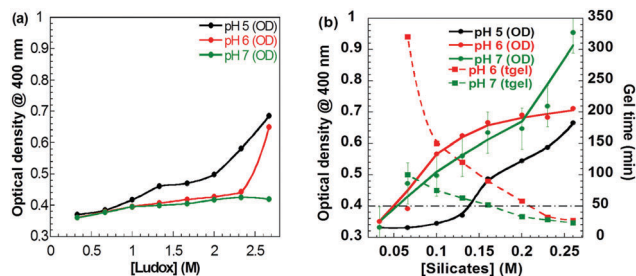 (a)
pH 5 (OD)
pH 6 (OD)
pH 7 (OD)
Optical density @ 400 nm
1
0.9
0.8
0.7
0.6
0.5
0.4
0.3
0 0.5 1 1.5 2 2.5 3
[Ludox] (M)
(b)
pH 5 (OD)
pH 6 (OD)
pH 7 (OD)
pH 6 (tgel)
pH 7 (tgel)
Optical density @ 400 nm
1
0.9
0.8
0.7
0.6
0.5
0.4
0.3
0.05 0.1 0.15 0.2 0.25
[Silicates] (M)
350
300
250
200
150
100
50
0
Gel time (min)